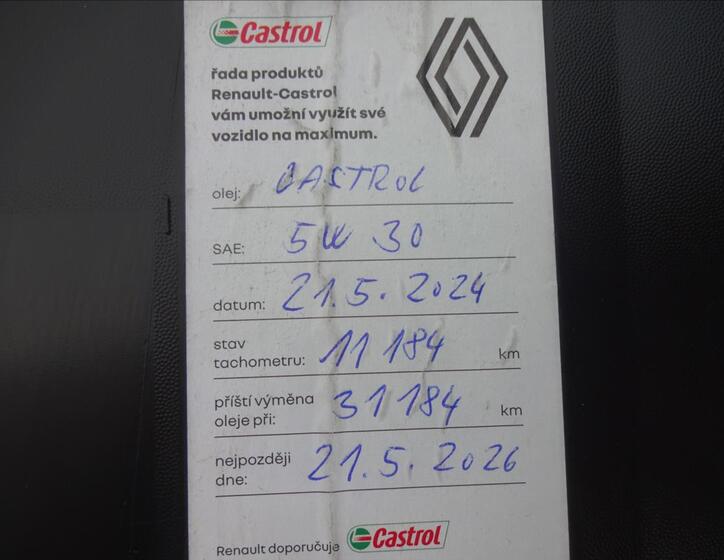 Castrol
řada produktů
Renault-Castrol
vám umožní využít své
vozidlo na maximum.
olej: CASTROL
SAE: 5W 30
datum: 21.5.2024
stav
tachometru: 11 184 km
příští výměna
oleje při: 31 184 km
nejpozději
dne: 21.5.2026
Renault doporučuje Castrol